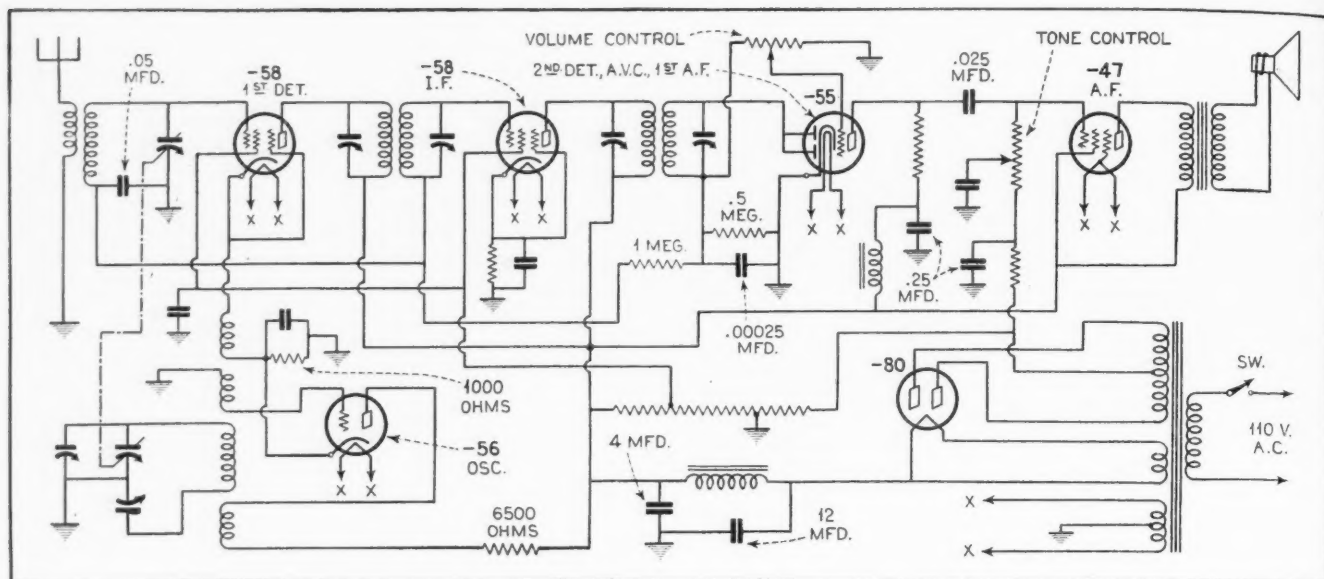 VOLUME CONTROL
2ND DET., A.V.C., 1ST A.F.
TONE CONTROL
.05
MFD.
-58
1ST DET.
-58
I.F.
-55
.025
MFD.
-47
A.F.
X X
X X
X X
X X
.5
MEG.
1 MEG.
.00025
MFD.
.25
MFD.
1000
OHMS
-56
OSC.
X X
-80
SW.
110 V.
A.C.
4 MFD.
12
MFD.
6500
OHMS
X
X